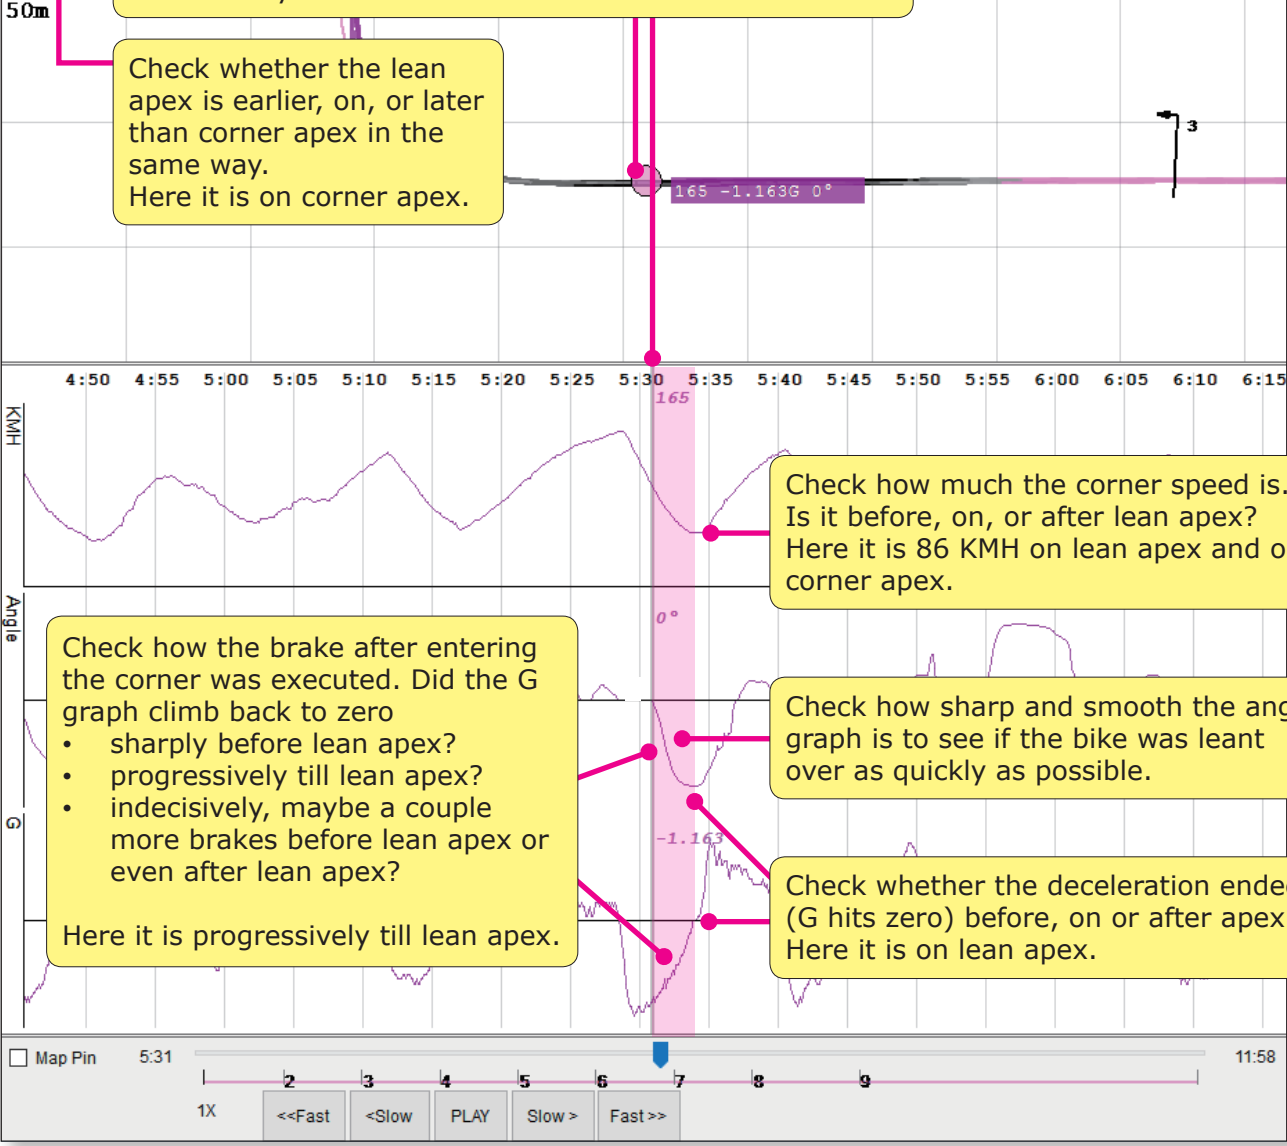 50m
Check whether the lean
apex is earlier, on, or later
than corner apex in the
same way.
Here it is on corner apex.
3
165 -1.163G 0°
4:50 4:55 5:00 5:05 5:10 5:15 5:20 5:25 5:30 5:35 5:40 5:45 5:50 5:55 6:00 6:05 6:10 6:15
165
KMH
Check how much the corner speed is.
Is it before, on, or after lean apex?
Here it is 86 KMH on lean apex and o
corner apex.
Angle
0°
Check how the brake after entering
the corner was executed. Did the G
graph climb back to zero
• sharply before lean apex?
• progressively till lean apex?
• indecisively, maybe a couple
more brakes before lean apex or
even after lean apex?
Here it is progressively till lean apex.
Check how sharp and smooth the ang
graph is to see if the bike was leant
over as quickly as possible.
G
-1.163
Check whether the deceleration ended
(G hits zero) before, on or after apex
Here it is on lean apex.
Map Pin 5:31 11:58
2 3 4 5 6 7 8 9
1X <<Fast <Slow PLAY Slow > Fast >>